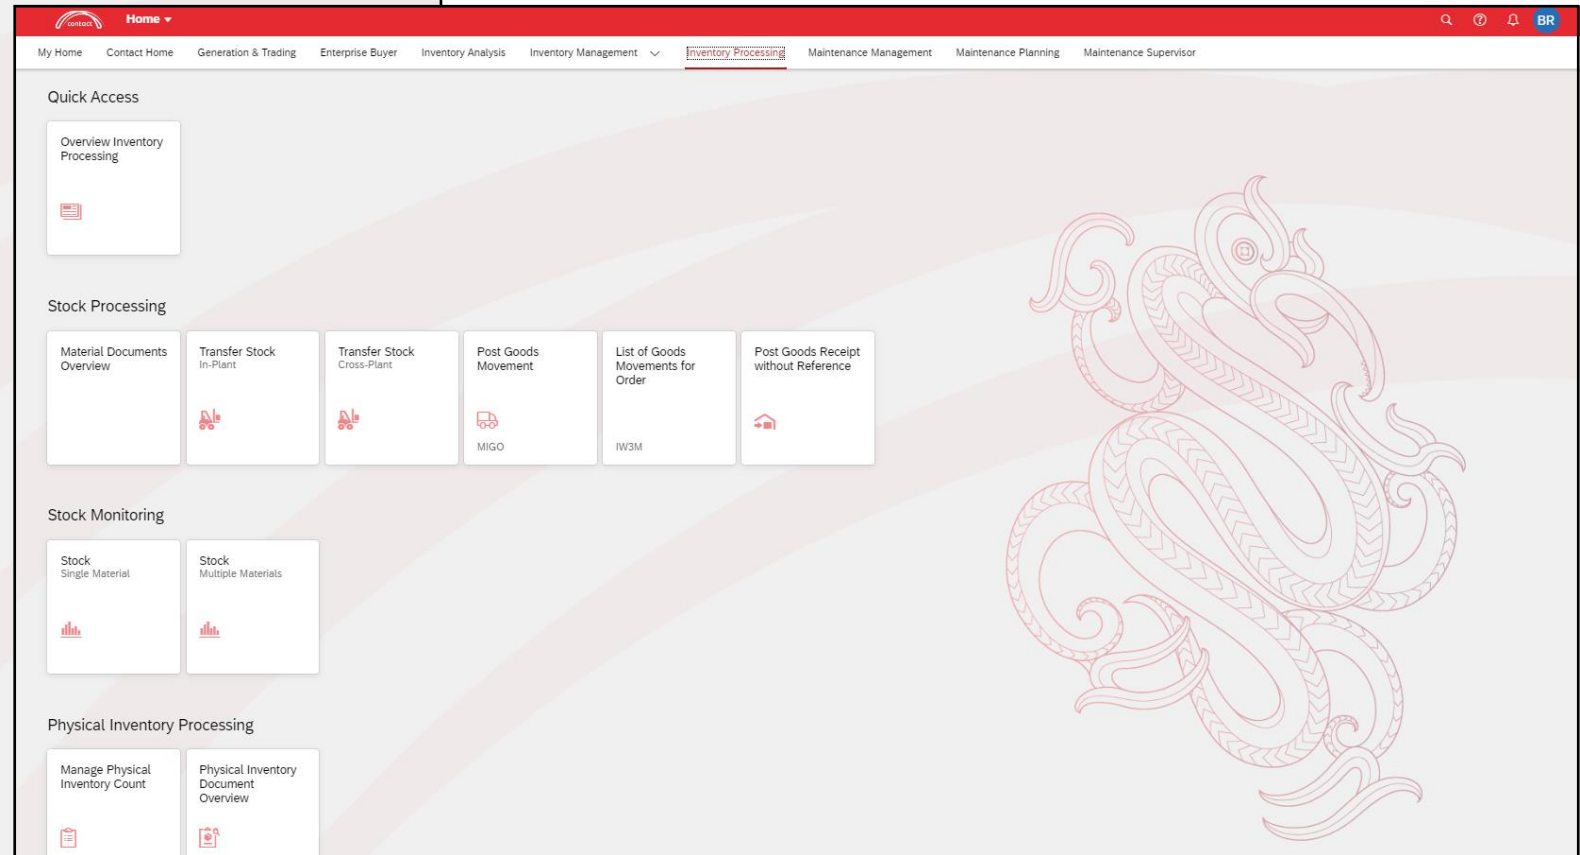 contact
Home
BR
My Home Contact Home Generation & Trading Enterprise Buyer Inventory Analysis Inventory Management Inventory Processing Maintenance Management Maintenance Planning Maintenance Supervisor
Quick Access
Overview Inventory
Processing
Stock Processing
Material Documents
Overview
Transfer Stock
In-Plant
Transfer Stock
Cross-Plant
Post Goods
Movement
MIGO
List of Goods
Movements for
Order
IW3M
Post Goods Receipt
without Reference
Stock Monitoring
Stock
Single Material
Stock
Multiple Materials
Physical Inventory Processing
Manage Physical
Inventory Count
Physical Inventory
Document
Overview